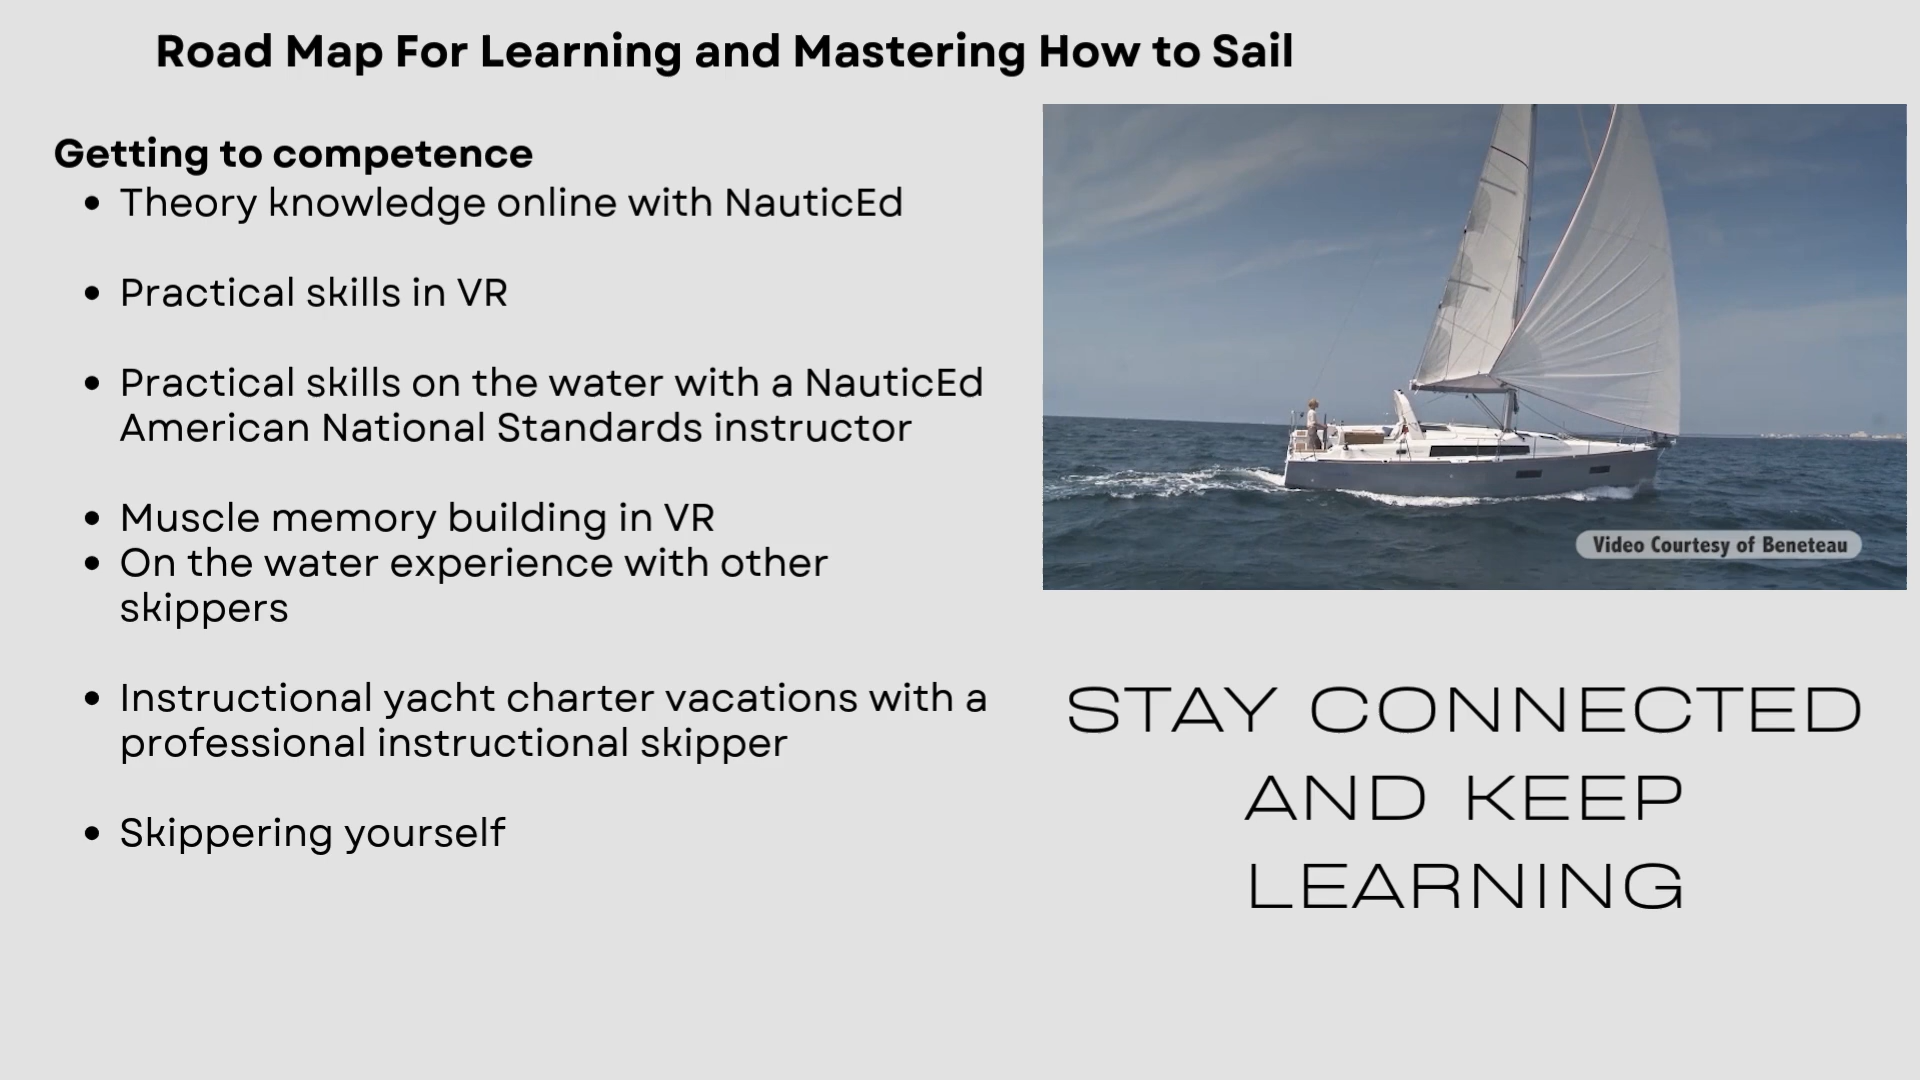 Road Map For Learning and Mastering How to Sail
Getting to competence
• Theory knowledge online with NauticEd
• Practical skills in VR
• Practical skills on the water with a NauticEd
American National Standards instructor
• Muscle memory building in VR
• On the water experience with other
skippers
• Instructional yacht charter vacations with a
professional instructional skipper
• Skippering yourself
Video Courtesy of Beneteau
STAY CONNECTED
AND KEEP
LEARNING